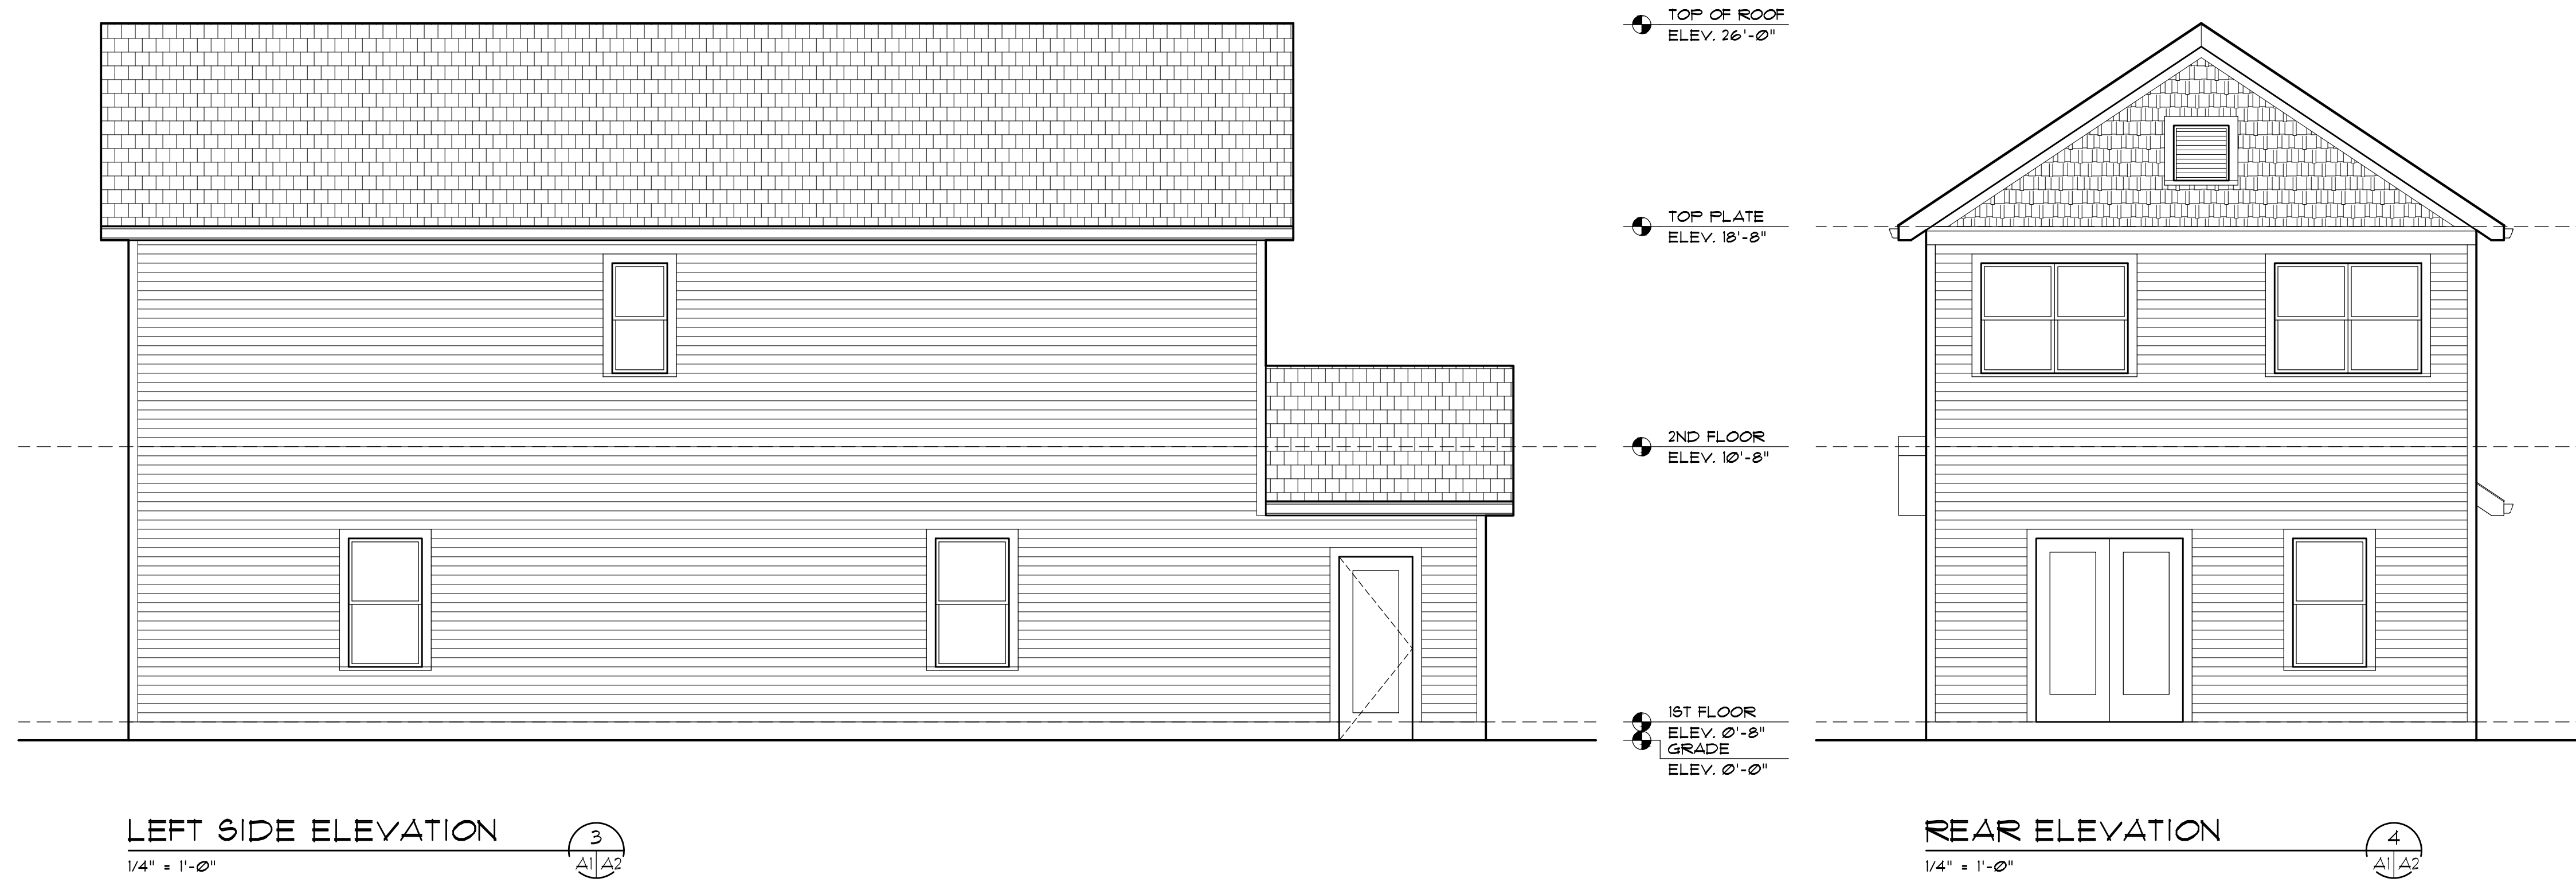 TOP OF ROOF
ELEV. 26'-0"
TOP PLATE
ELEV. 18'-8"
2ND FLOOR
ELEV. 10'-8"
1ST FLOOR
ELEV. 0'-8"
GRADE
ELEV. 0'-0"
LEFT SIDE ELEVATION
1/4" = 1'-0"
3
A1 A2
REAR ELEVATION
1/4" = 1'-0"
4
A1 A2